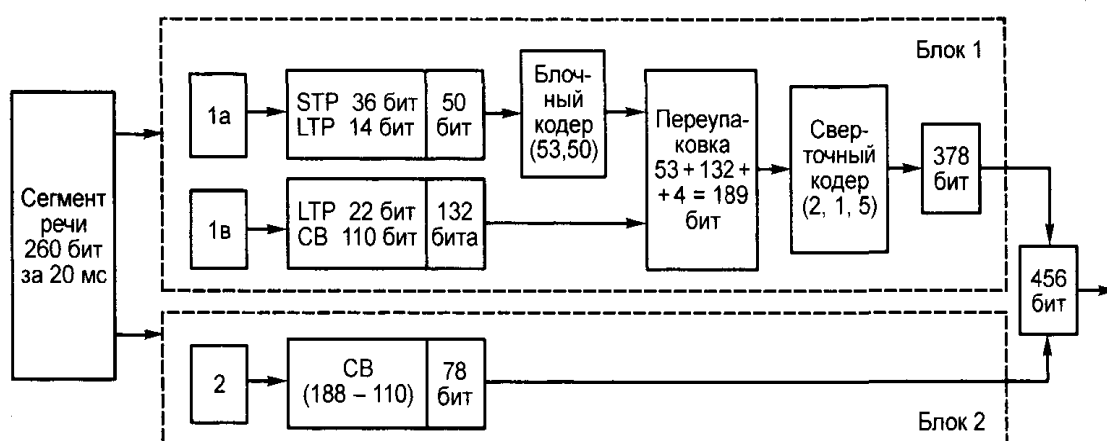 Блок 1
Сегмент
речи
260 бит
за 20 мс
1а
STP 36 бит
LTP 14 бит
50
бит
Блоч-
ный
кодер
(53,50)
1в
LTP 22 бит
СВ 110 бит
132
бита
Переупа-
ковка
53 + 132 +
+ 4 = 189
бит
Свер-
точный
кодер
(2, 1, 5)
378
бит
456
бит
2
СВ
(188 – 110)
78
бит
Блок 2